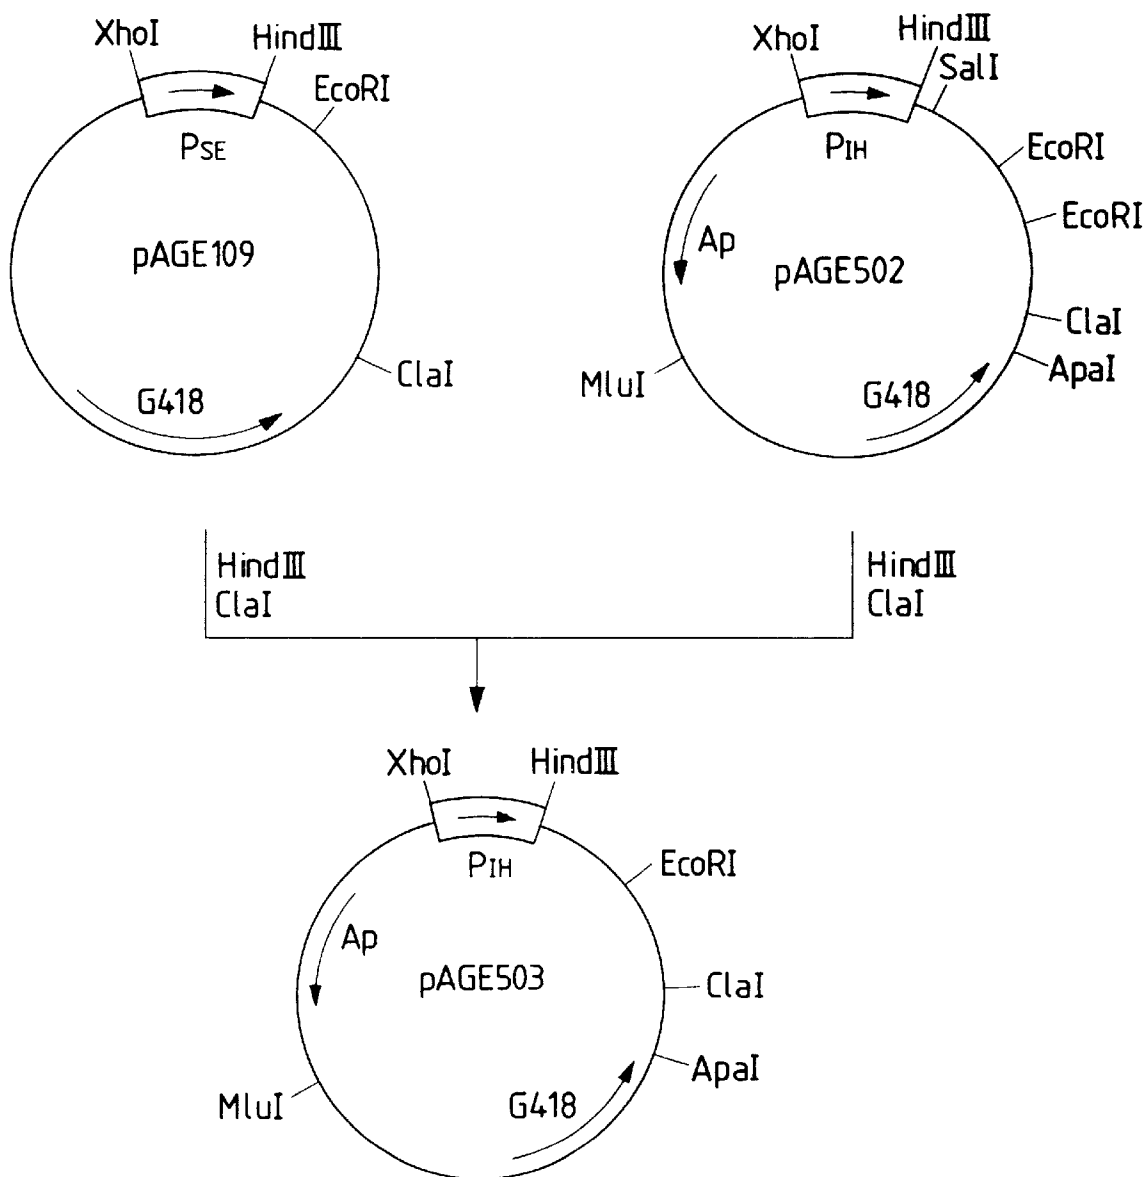 XhoI
HindIII
EcoRI
PSE
pAGE109
ClaI
G418
XhoI
HindIII
SalI
EcoRI
EcoRI
PIH
Ap
pAGE502
ClaI
ApaI
MluI
G418
HindIII
ClaI
HindIII
ClaI
XhoI
HindIII
EcoRI
PIH
Ap
pAGE503
ClaI
ApaI
MluI
G418